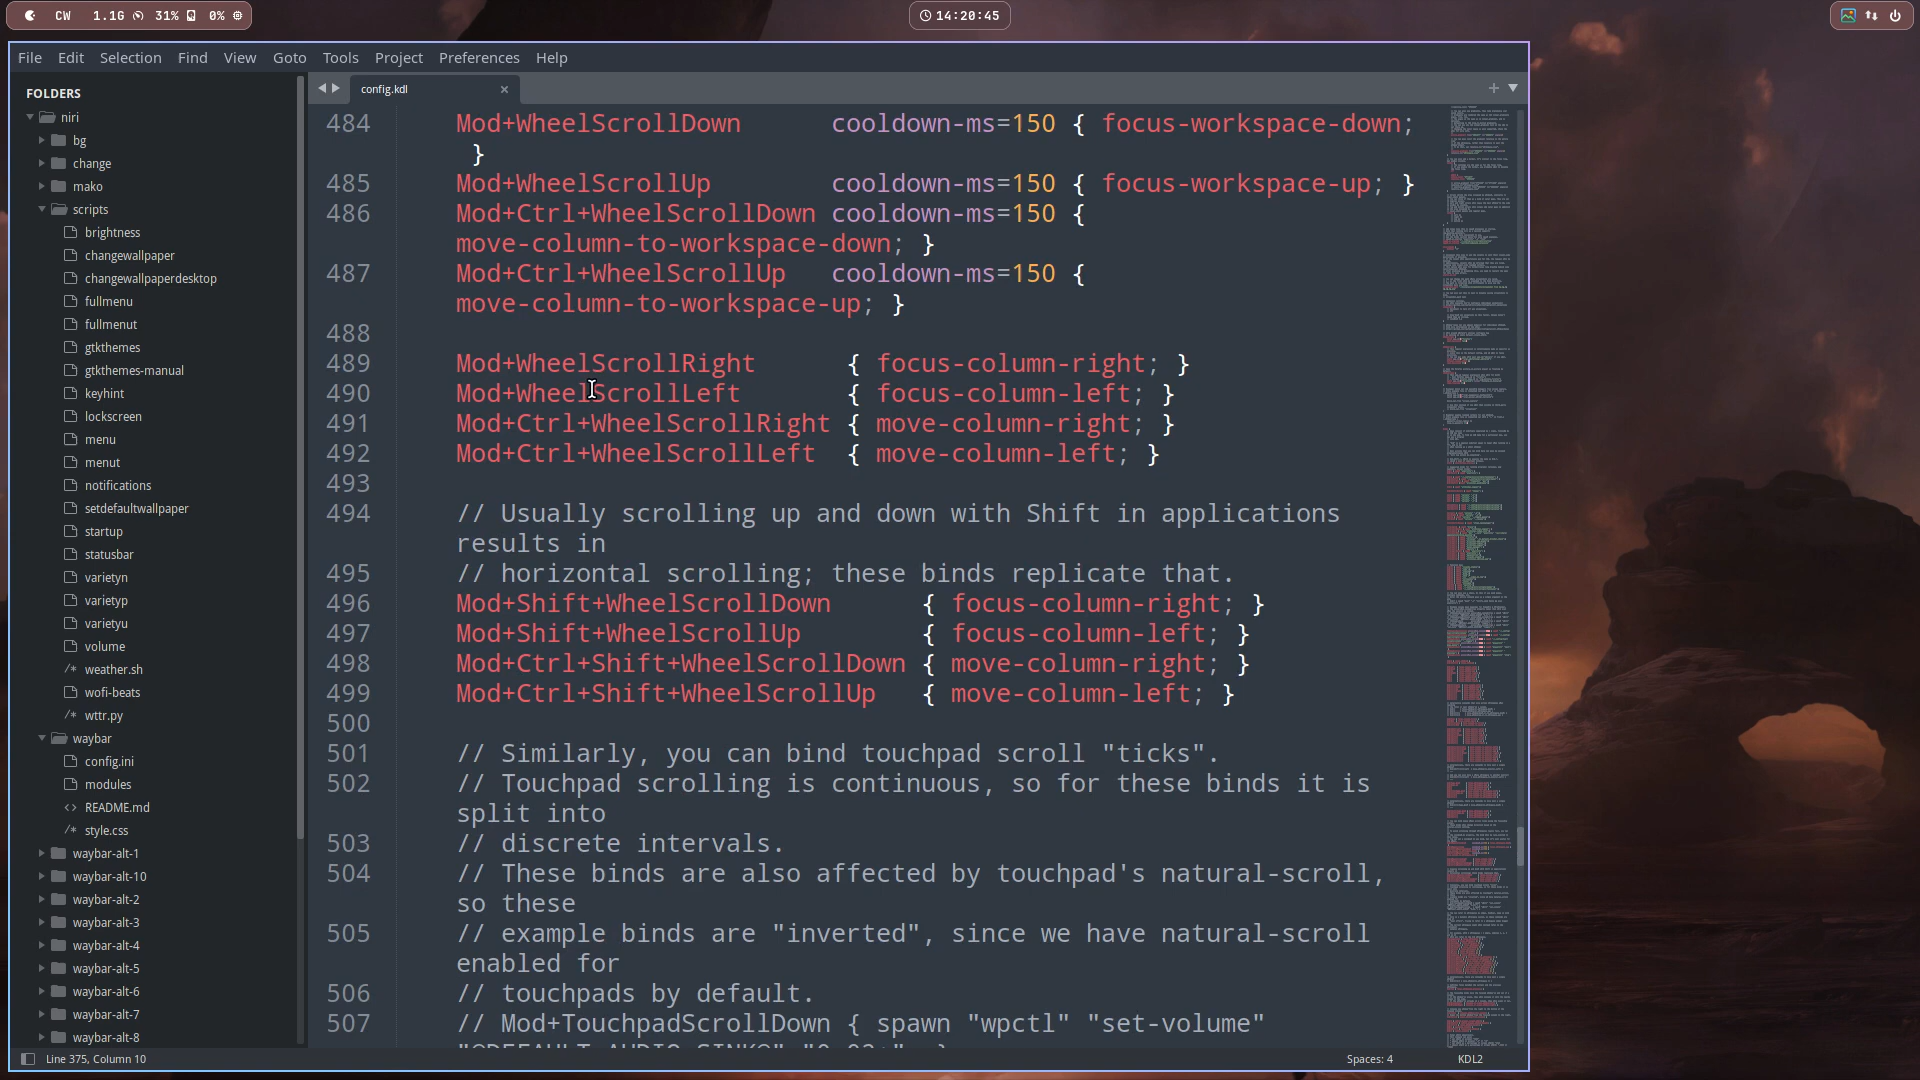 CW 1.1G 31% 0%
14:20:45
File Edit Selection Find View Goto Tools Project Preferences Help
FOLDERS
niri
bg
change
mako
scripts
brightness
changewallpaper
changewallpaperdesktop
fullmenu
fullmenut
gtkthemes
gtkthemes-manual
keyhint
lockscreen
menu
menut
notifications
setdefaultwallpaper
startup
statusbar
varietyn
varietyp
varietyu
volume
/* weather.sh
wofi-beats
/* wttr.py
waybar
config.ini
modules
<> README.md
/* style.css
waybar-alt-1
waybar-alt-10
waybar-alt-2
waybar-alt-3
waybar-alt-4
waybar-alt-5
waybar-alt-6
waybar-alt-7
waybar-alt-8
config.kdl ×
484 Mod+WheelScrollDown      cooldown-ms=150 { focus-workspace-down;
}
485 Mod+WheelScrollUp        cooldown-ms=150 { focus-workspace-up; }
486 Mod+Ctrl+WheelScrollDown cooldown-ms=150 {
move-column-to-workspace-down; }
487 Mod+Ctrl+WheelScrollUp   cooldown-ms=150 {
move-column-to-workspace-up; }
488
489 Mod+WheelScrollRight      { focus-column-right; }
490 Mod+WheelScrollLeft       { focus-column-left; }
491 Mod+Ctrl+WheelScrollRight { move-column-right; }
492 Mod+Ctrl+WheelScrollLeft  { move-column-left; }
493
494 // Usually scrolling up and down with Shift in applications
results in
495 // horizontal scrolling; these binds replicate that.
496 Mod+Shift+WheelScrollDown      { focus-column-right; }
497 Mod+Shift+WheelScrollUp        { focus-column-left; }
498 Mod+Ctrl+Shift+WheelScrollDown { move-column-right; }
499 Mod+Ctrl+Shift+WheelScrollUp   { move-column-left; }
500
501 // Similarly, you can bind touchpad scroll "ticks".
502 // Touchpad scrolling is continuous, so for these binds it is
split into
503 // discrete intervals.
504 // These binds are also affected by touchpad's natural-scroll,
so these
505 // example binds are "inverted", since we have natural-scroll
enabled for
506 // touchpads by default.
507 // Mod+TouchpadScrollDown { spawn "wpctl" "set-volume"
Line 375, Column 10
Spaces: 4 KDL2